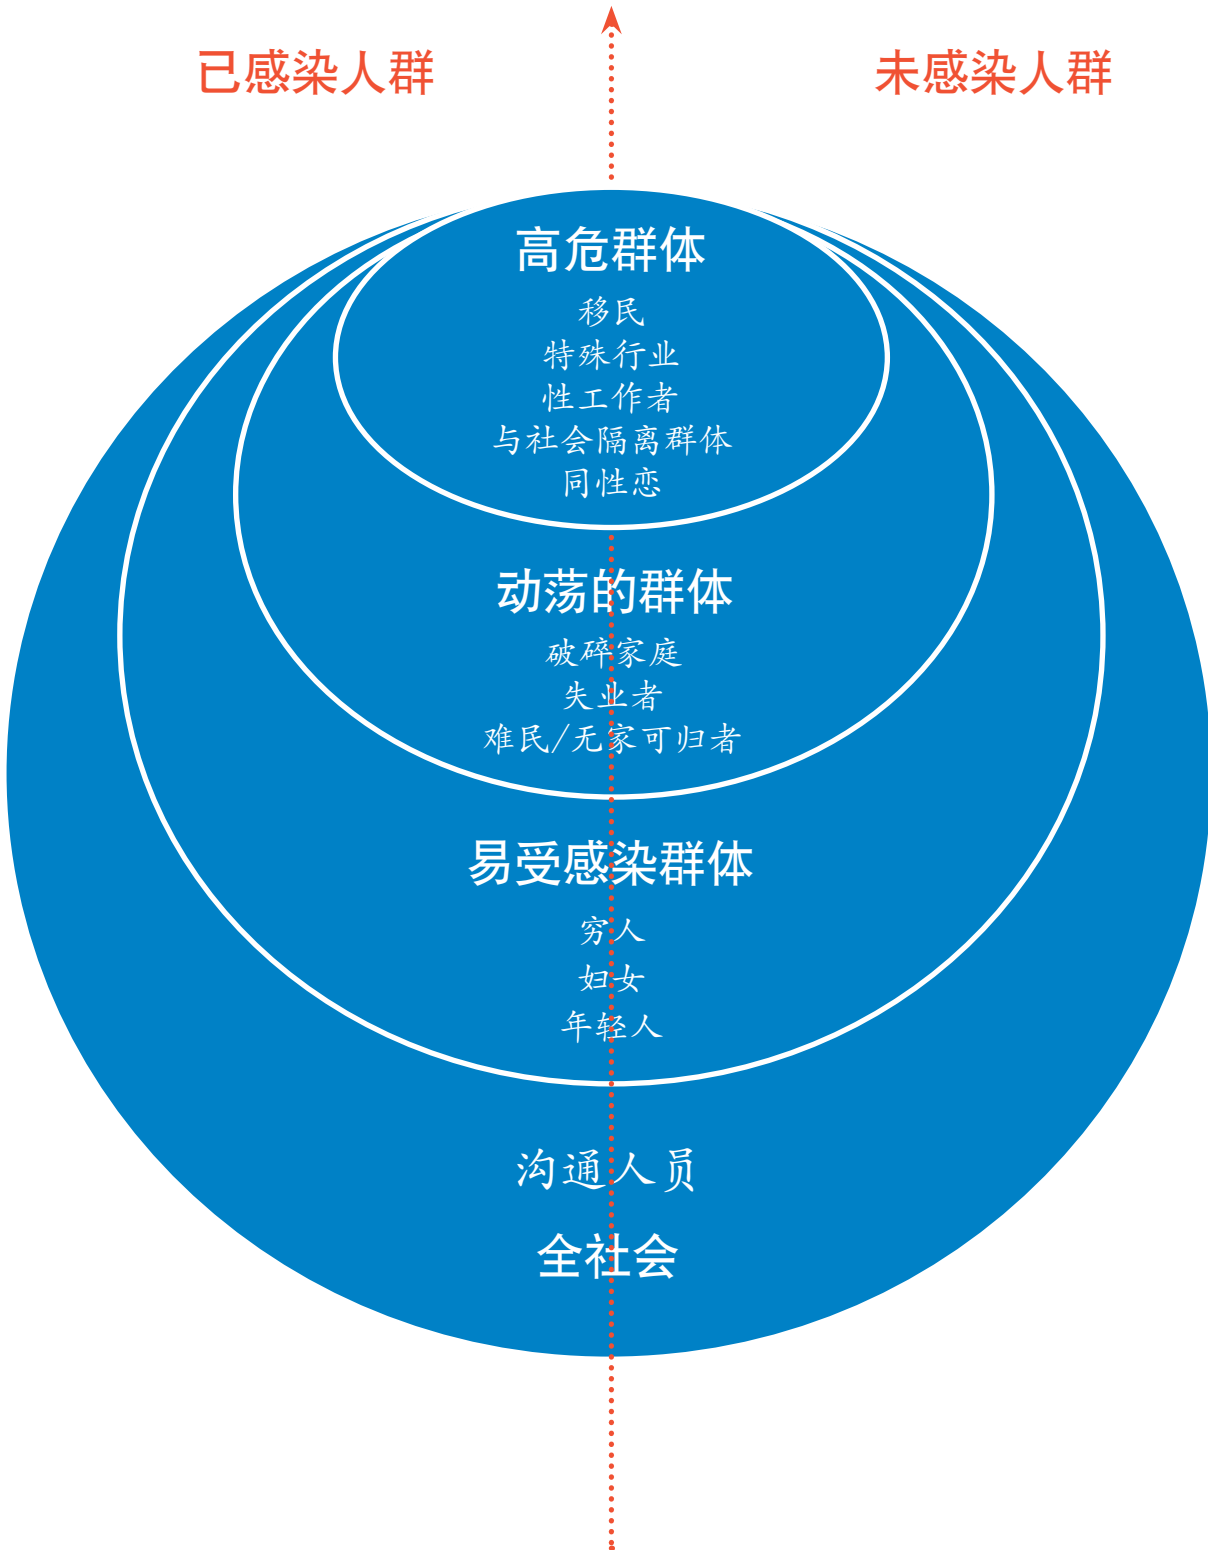 已感染人群
未感染人群
高危群体
移民
特殊行业
性工作者
与社会隔离群体
同性恋
动荡的群体
破碎家庭
失业者
难民/无家可归者
易受感染群体
穷人
妇女
年轻人
沟通人员
全社会